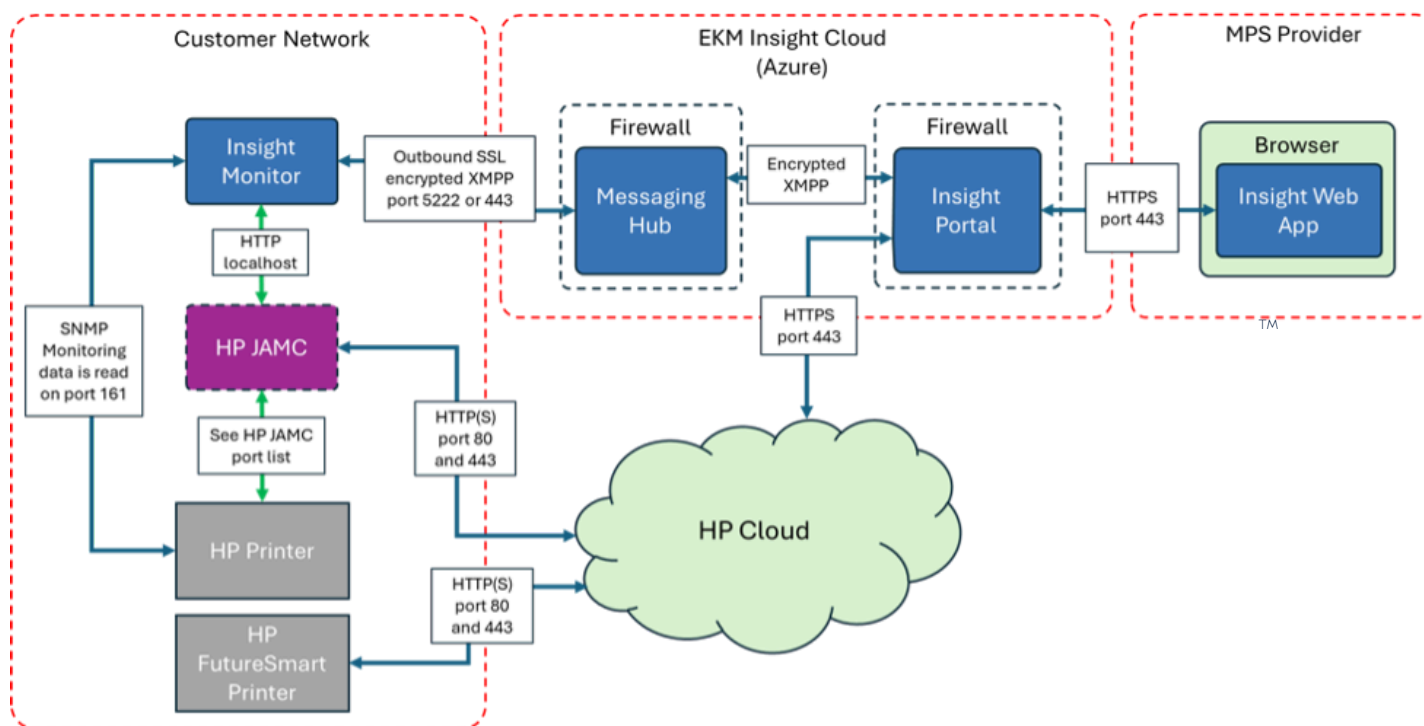 Customer Network
EKM Insight Cloud
(Azure)
MPS Provider
Firewall
Firewall
Browser
Insight
Monitor
Outbound SSL
encrypted XMPP
port 5222 or 443
Messaging
Hub
Encrypted
XMPP
Insight
Portal
HTTPS
port 443
Insight Web
App
HTTP
localhost
SNMP
Monitoring
data is read
on port 161
HP JAMC
HTTPS
port 443
TM
See HP JAMC
port list
HTTP(S)
port 80
and 443
HP Printer
HP Cloud
HTTP(S)
port 80
and 443
HP
FutureSmart
Printer